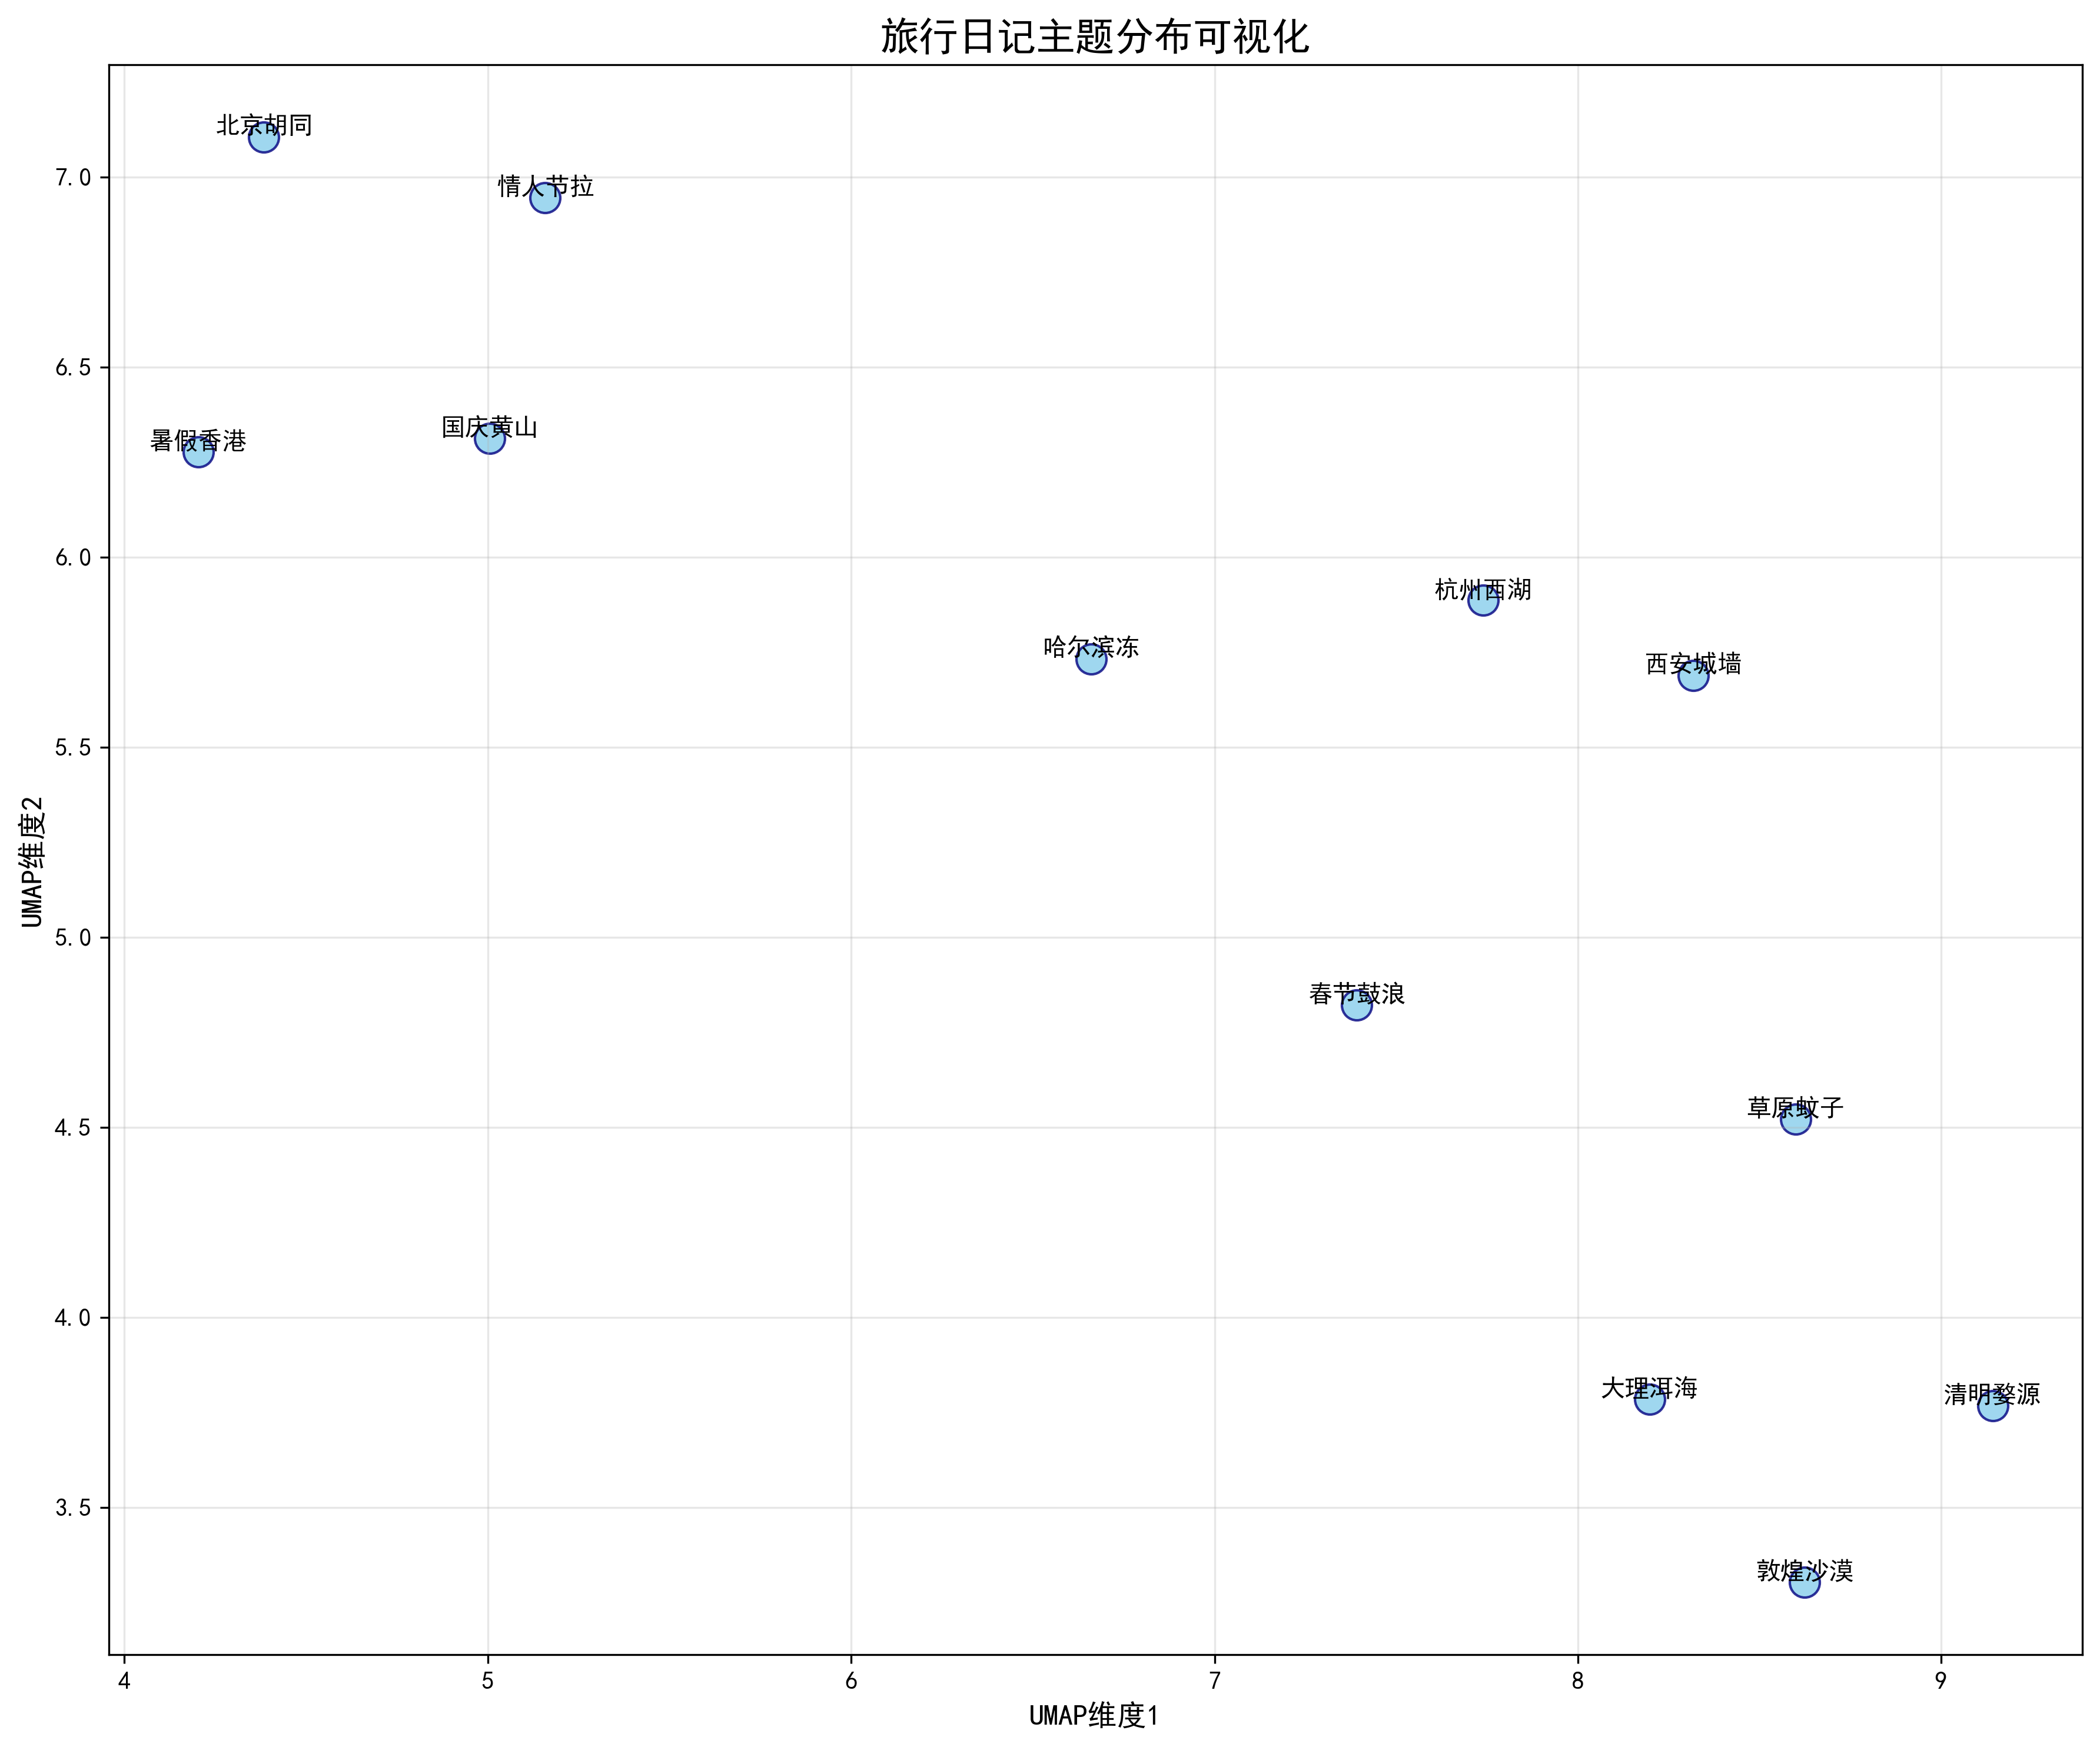 旅行日记主题分布可视化
北京胡同
情人节拉
7.0
6.5
国庆黄山
暑假香港
6.0
杭州西湖
哈尔滨冻
西安城墙
5.5
UMAP维度2
5.0
春节鼓浪
草原蚊子
4.5
4.0
大理洱海
清明婺源
3.5
敦煌沙漠
4 5 6 7 8 9
UMAP维度1